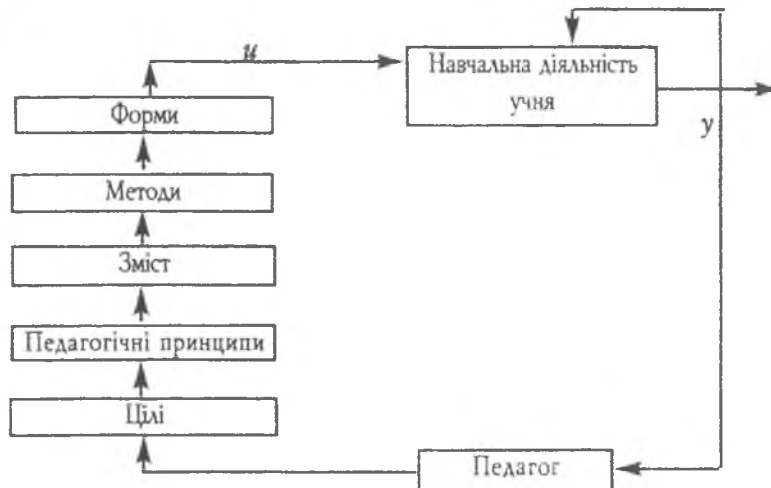 и
Навчальна діяльність
учня
Форми
у
Методи
Зміст
Педагогічні принципи
Цілі
Педагог